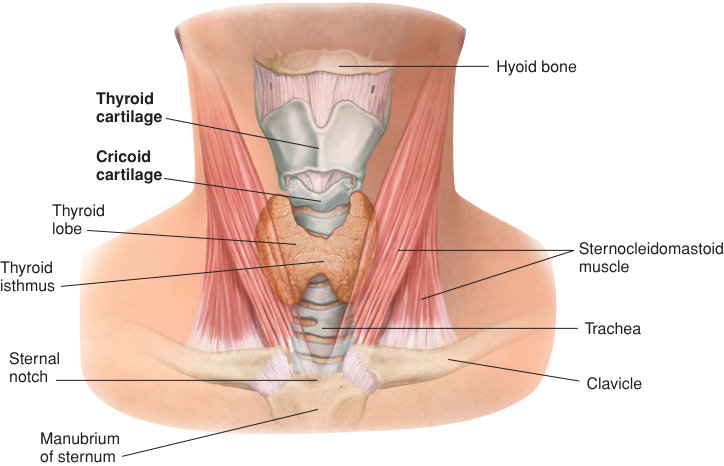 Hyoid bone
Thyroid
cartilage
Cricoid
cartilage
Thyroid
lobe
Sternocleidomastoid
muscle
Thyroid
isthmus
Trachea
Sternal
notch
Clavicle
Manubrium
of sternum